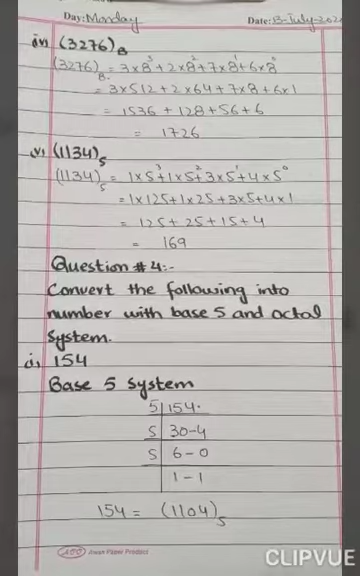 Day: Monday Date: 13-July-202
iv) (3276)₈
(3276)₈ = 3×8³+2×8²+7×8¹+6×8⁰
= 3×512+2×64+7×8+6×1
= 1536+128+56+6
= 1726
v) (1134)₅
(1134)₅ = 1×5³+1×5²+3×5¹+4×5⁰
=1×125+1×25+3×5+4×1
= 125+25+15+4
= 169
Question # 4:-
Convert the following into
number with base 5 and octal
system.
i) 154
Base 5 System
5|154.
5|30-4
5|6-0
|1-1
154 = (1104)₅
Paper Product
CLIPVUE